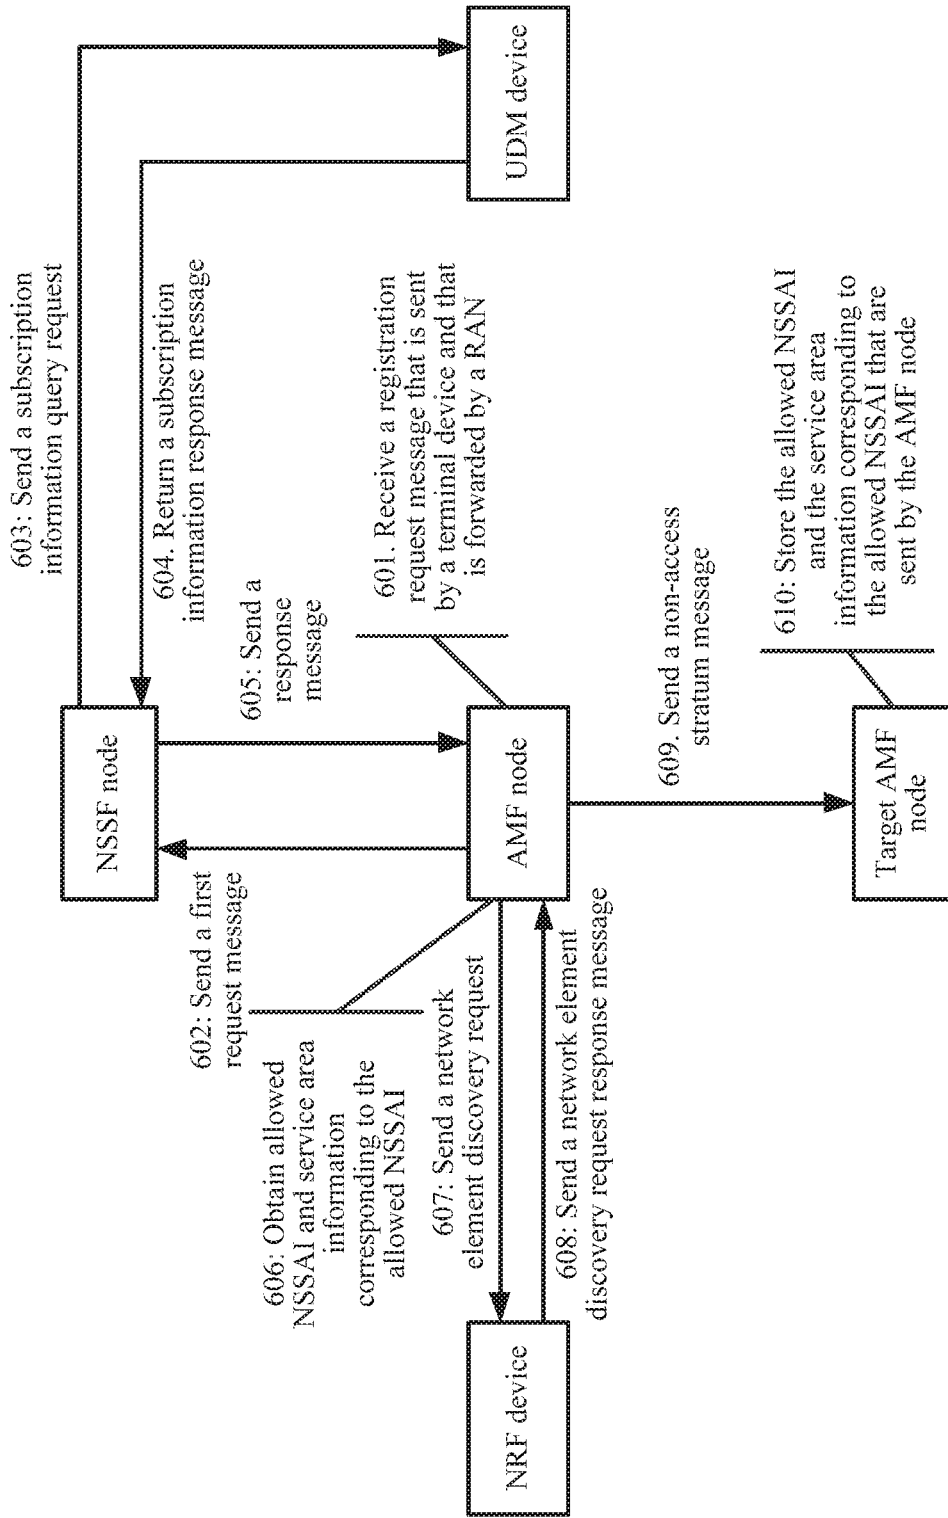 603: Send a subscription
information query request
604. Return a subscription
information response message
NSSF node
UDM device
605: Send a
response
message
601. Receive a registration
request message that is sent
by a terminal device and that
is forwarded by a RAN
602: Send a first
request message
AMF node
606: Obtain allowed
NSSAI and service area
information
corresponding to the
allowed NSSAI
607: Send a network
element discovery request
608: Send a network element
discovery request response message
NRF device
609. Send a non-access
stratum message
610: Store the allowed NSSAI
and the service area
information corresponding to
the allowed NSSAI that are
sent by the AMF node
Target AMF
node